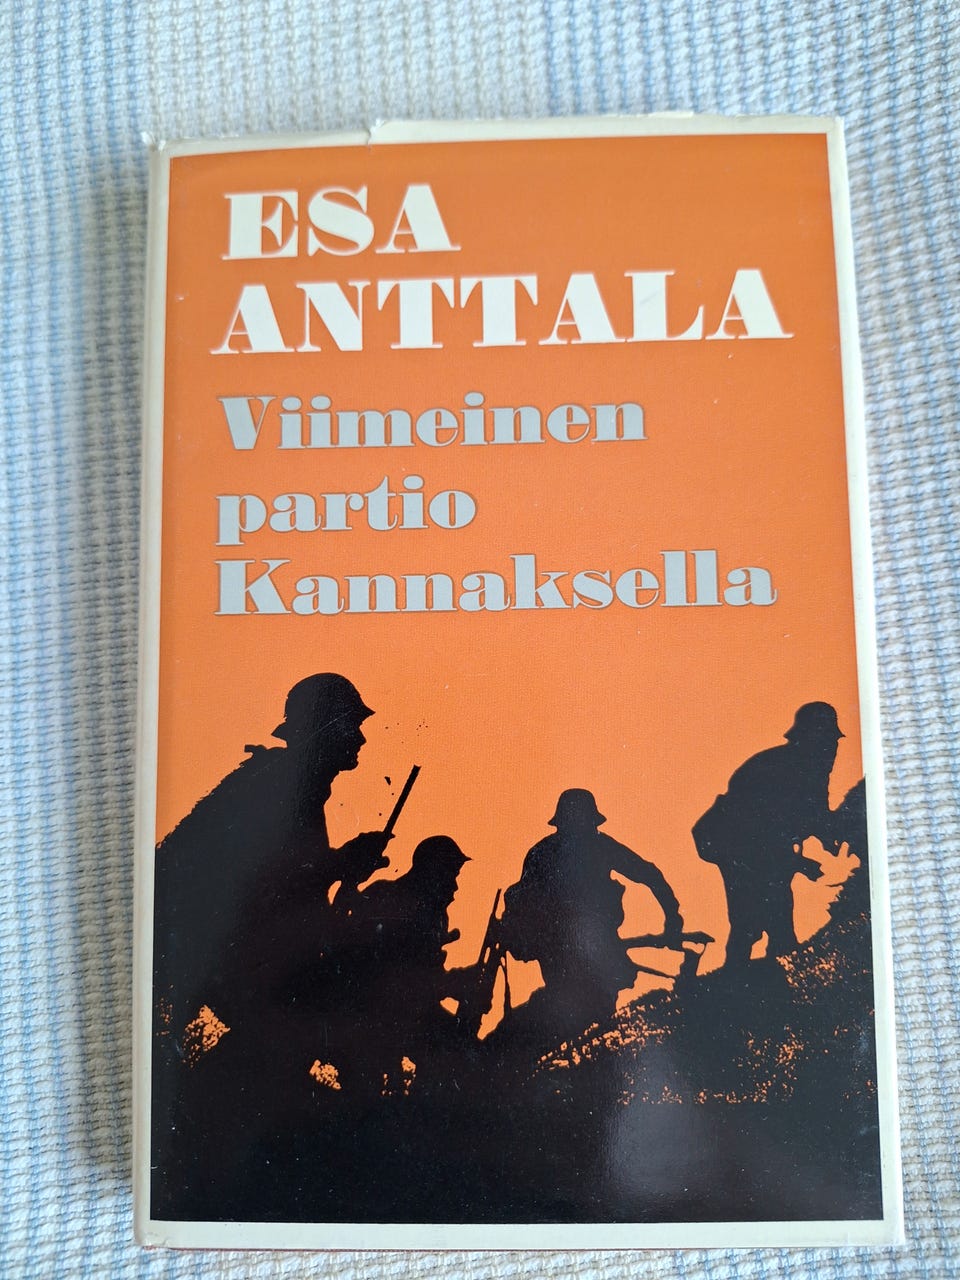 ESA
ANTTALA
Viimeinen
partio
Kannaksella